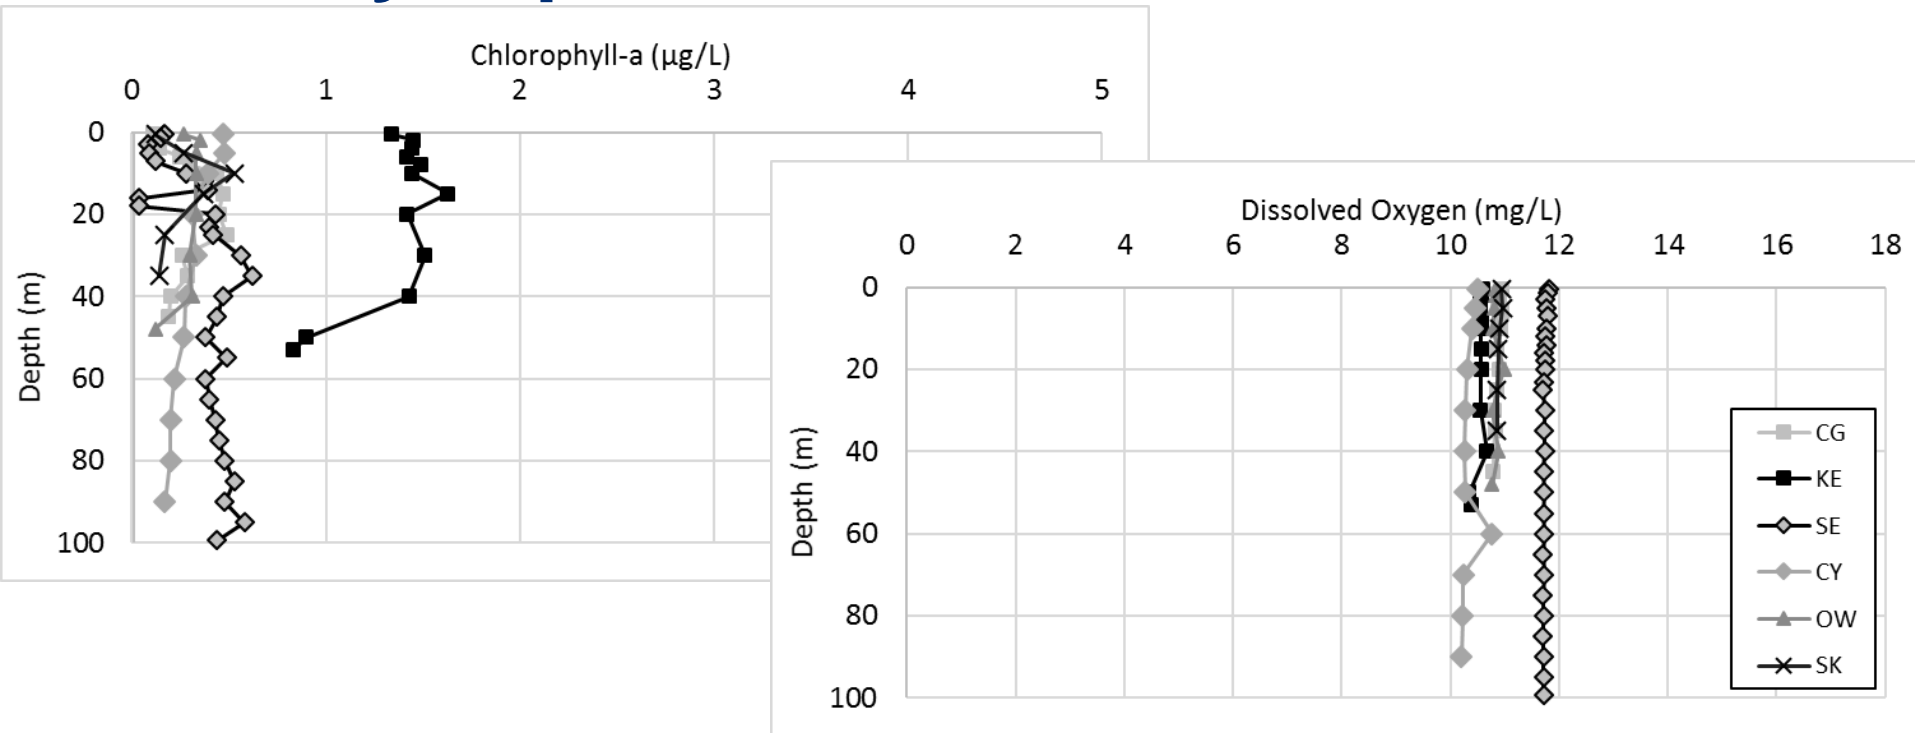 Chlorophyll-a (µg/L)
0 1 2 3 4 5
0
20
40
60
80
100
Depth (m)
Dissolved Oxygen (mg/L)
0 2 4 6 8 10 12 14 16 18
0
20
40
60
80
100
Depth (m)
CG
KE
SE
CY
OW
SK